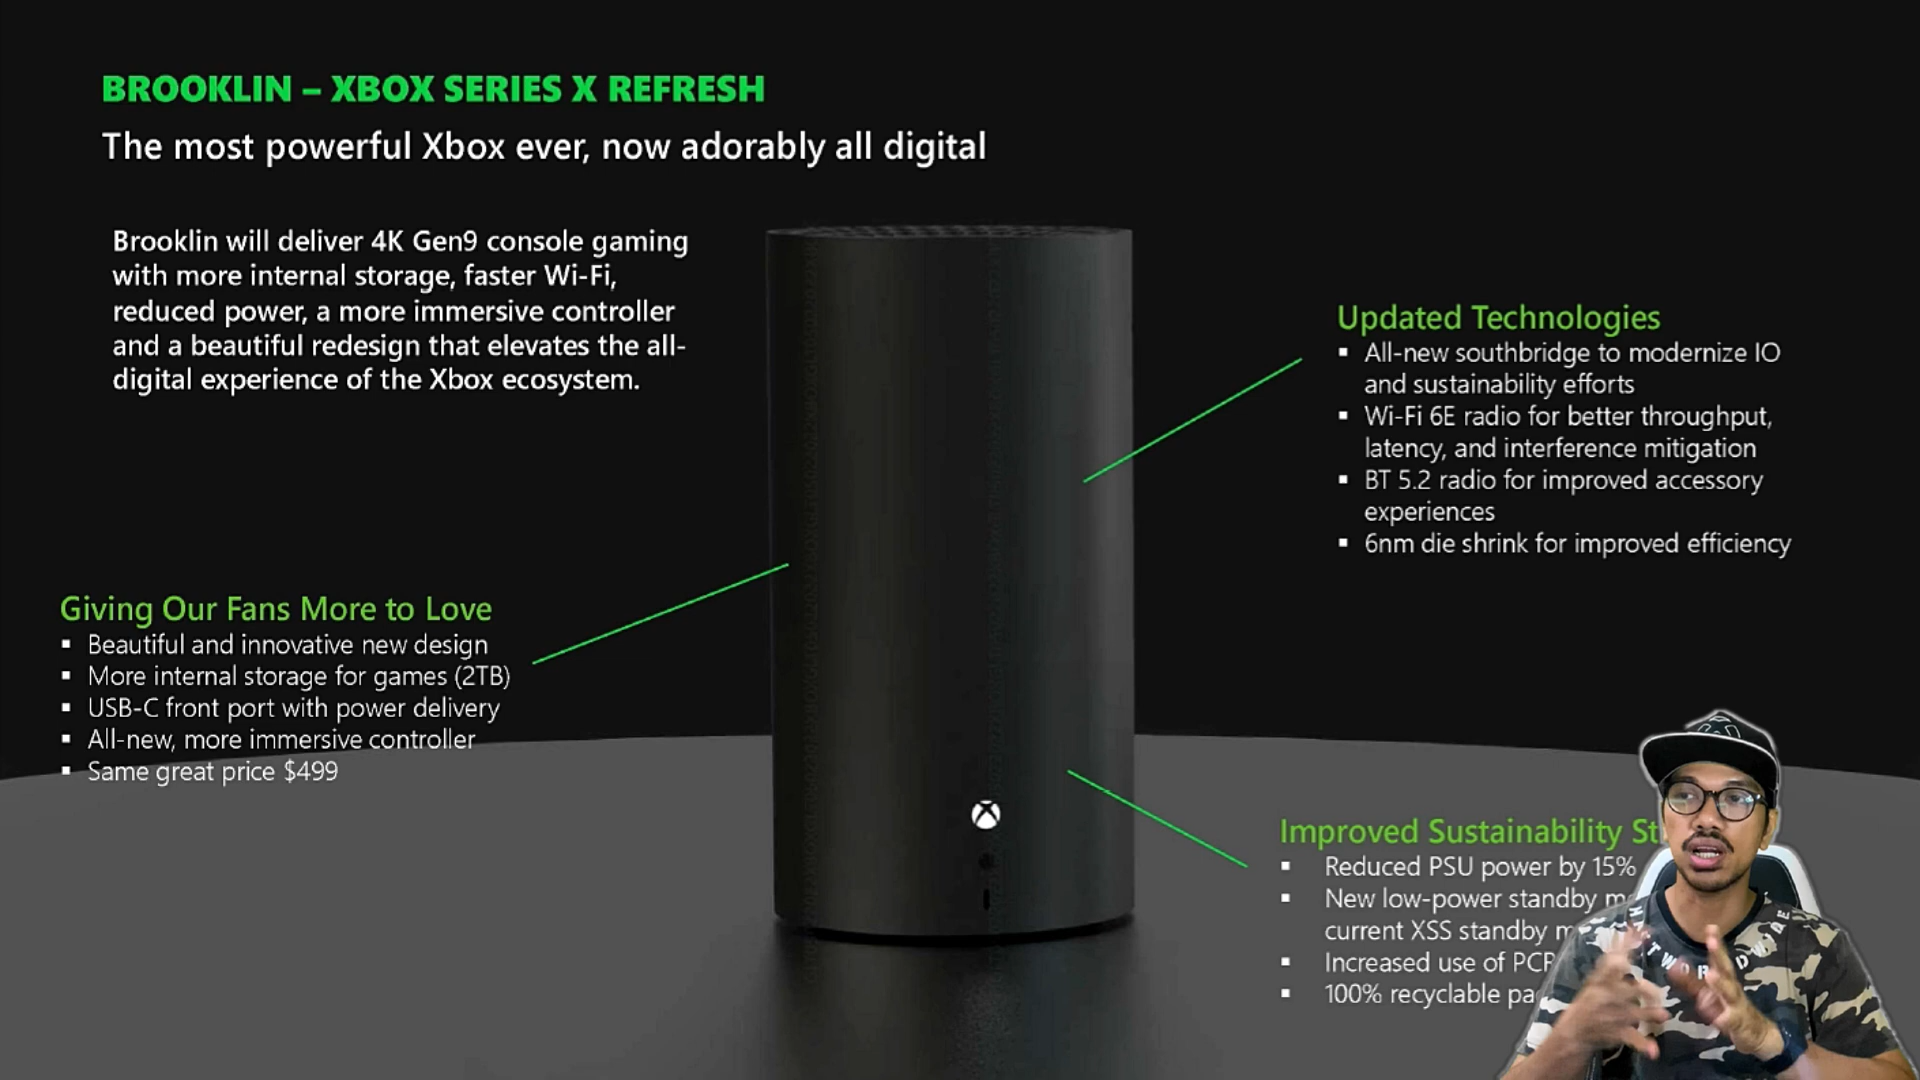 BROOKLIN – XBOX SERIES X REFRESH
The most powerful Xbox ever, now adorably all digital
Brooklin will deliver 4K Gen9 console gaming
with more internal storage, faster Wi-Fi,
reduced power, a more immersive controller
and a beautiful redesign that elevates the all-
digital experience of the Xbox ecosystem.
Giving Our Fans More to Love
▪ Beautiful and innovative new design
▪ More internal storage for games (2TB)
▪ USB-C front port with power delivery
▪ All-new, more immersive controller
▪ Same great price $499
Updated Technologies
▪ All-new southbridge to modernize IO
and sustainability efforts
▪ Wi-Fi 6E radio for better throughput,
latency, and interference mitigation
▪ BT 5.2 radio for improved accessory
experiences
▪ 6nm die shrink for improved efficiency
Improved Sustainability
▪ Reduced PSU power by 15%
▪ New low-power standby
current XSS standby
▪ Increased use of PCR
▪ 100% recyclable